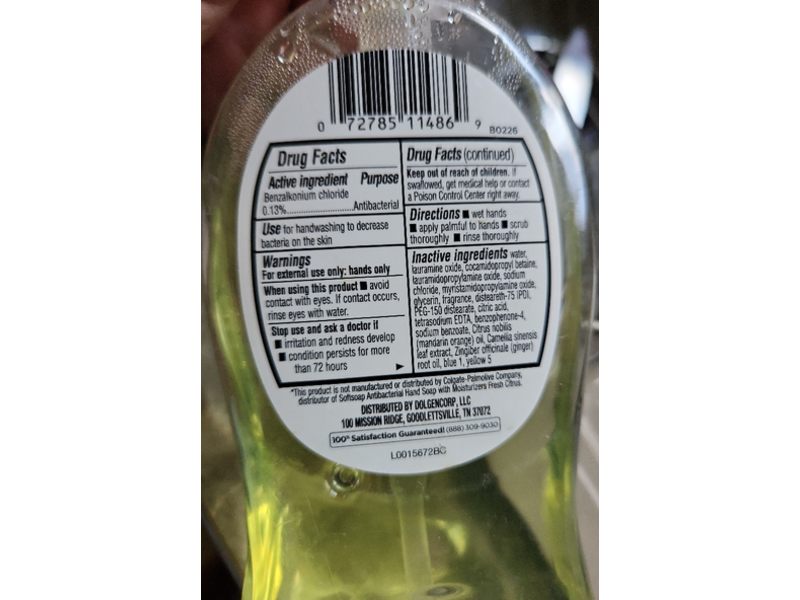 0 72785 11486 9
B0226
Drug Facts
Active ingredient Purpose
Benzalkonium chloride
0.13%..................Antibacterial
Use for handwashing to decrease
bacteria on the skin
Warnings
For external use only: hands only
When using this product ■ avoid
contact with eyes. If contact occurs,
rinse eyes with water.
Stop use and ask a doctor if
■ irritation and redness develop
■ condition persists for more
than 72 hours
Drug Facts (continued)
Keep out of reach of children. If
swallowed, get medical help or contact
a Poison Control Center right away.
Directions ■ wet hands
■ apply palmful to hands ■ scrub
thoroughly ■ rinse thoroughly
Inactive ingredients water,
lauramine oxide, cocamidopropyl betaine,
lauramidopropylamine oxide, sodium
chloride, myristamidopropylamine oxide,
glycerin, fragrance, disteareth-75 IPDI,
PEG-150 distearate, citric acid,
tetrasodium EDTA, benzophenone-4,
sodium benzoate, Citrus nobilis
(mandarin orange) oil, Camellia sinensis
leaf extract, Zingiber officinale (ginger)
root oil, blue 1, yellow 5
*This product is not manufactured or distributed by Colgate-Palmolive Company,
distributor of Softsoap Antibacterial Hand Soap with Moisturizers Fresh Citrus.
DISTRIBUTED BY DOLGENCORP, LLC
100 MISSION RIDGE, GOODLETTSVILLE, TN 37072
100% Satisfaction Guaranteed! (888) 309-9030
L0015672BC